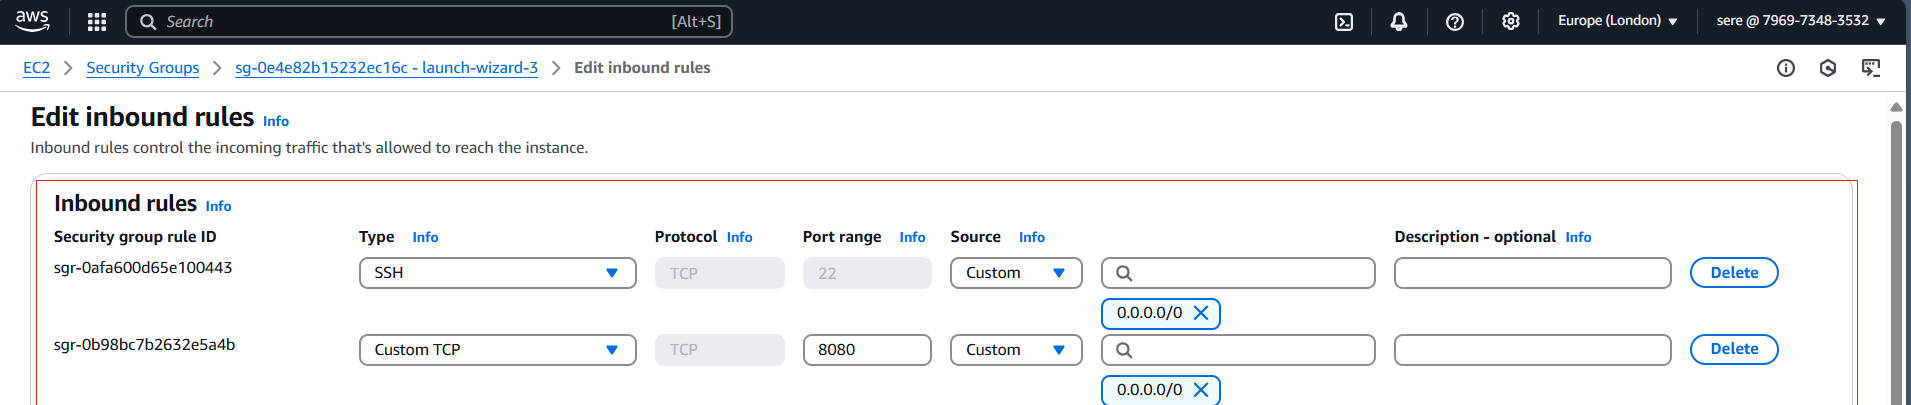 aws Search [Alt+S] Europe (London) sere @ 7969-7348-3532
EC2 Security Groups sg-0e4e82b15232ec16c - launch-wizard-3 Edit inbound rules
Edit inbound rules Info
Inbound rules control the incoming traffic that's allowed to reach the instance.
Inbound rules Info
Security group rule ID Type Info Protocol Info Port range Info Source Info Description - optional Info
sgr-0afa600d65e100443 SSH TCP 22 Custom Delete
0.0.0.0/0
sgr-0b98bc7b2632e5a4b Custom TCP TCP 8080 Custom Delete
0.0.0.0/0